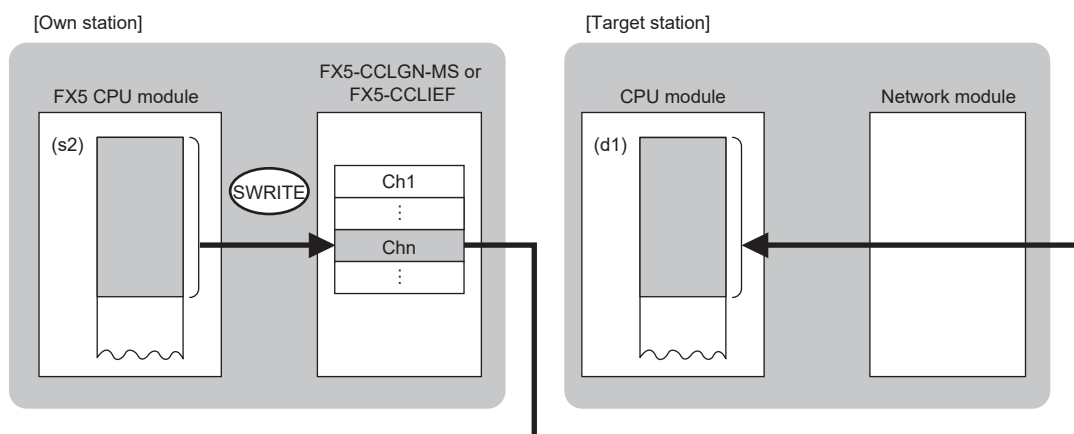 [Own station]
[Target station]
FX5-CCLGN-MS or
FX5-CCLIEF
FX5 CPU module
CPU module
Network module
(s2)
(d1)
SWRITE
Ch1
⋮
Chn
⋮